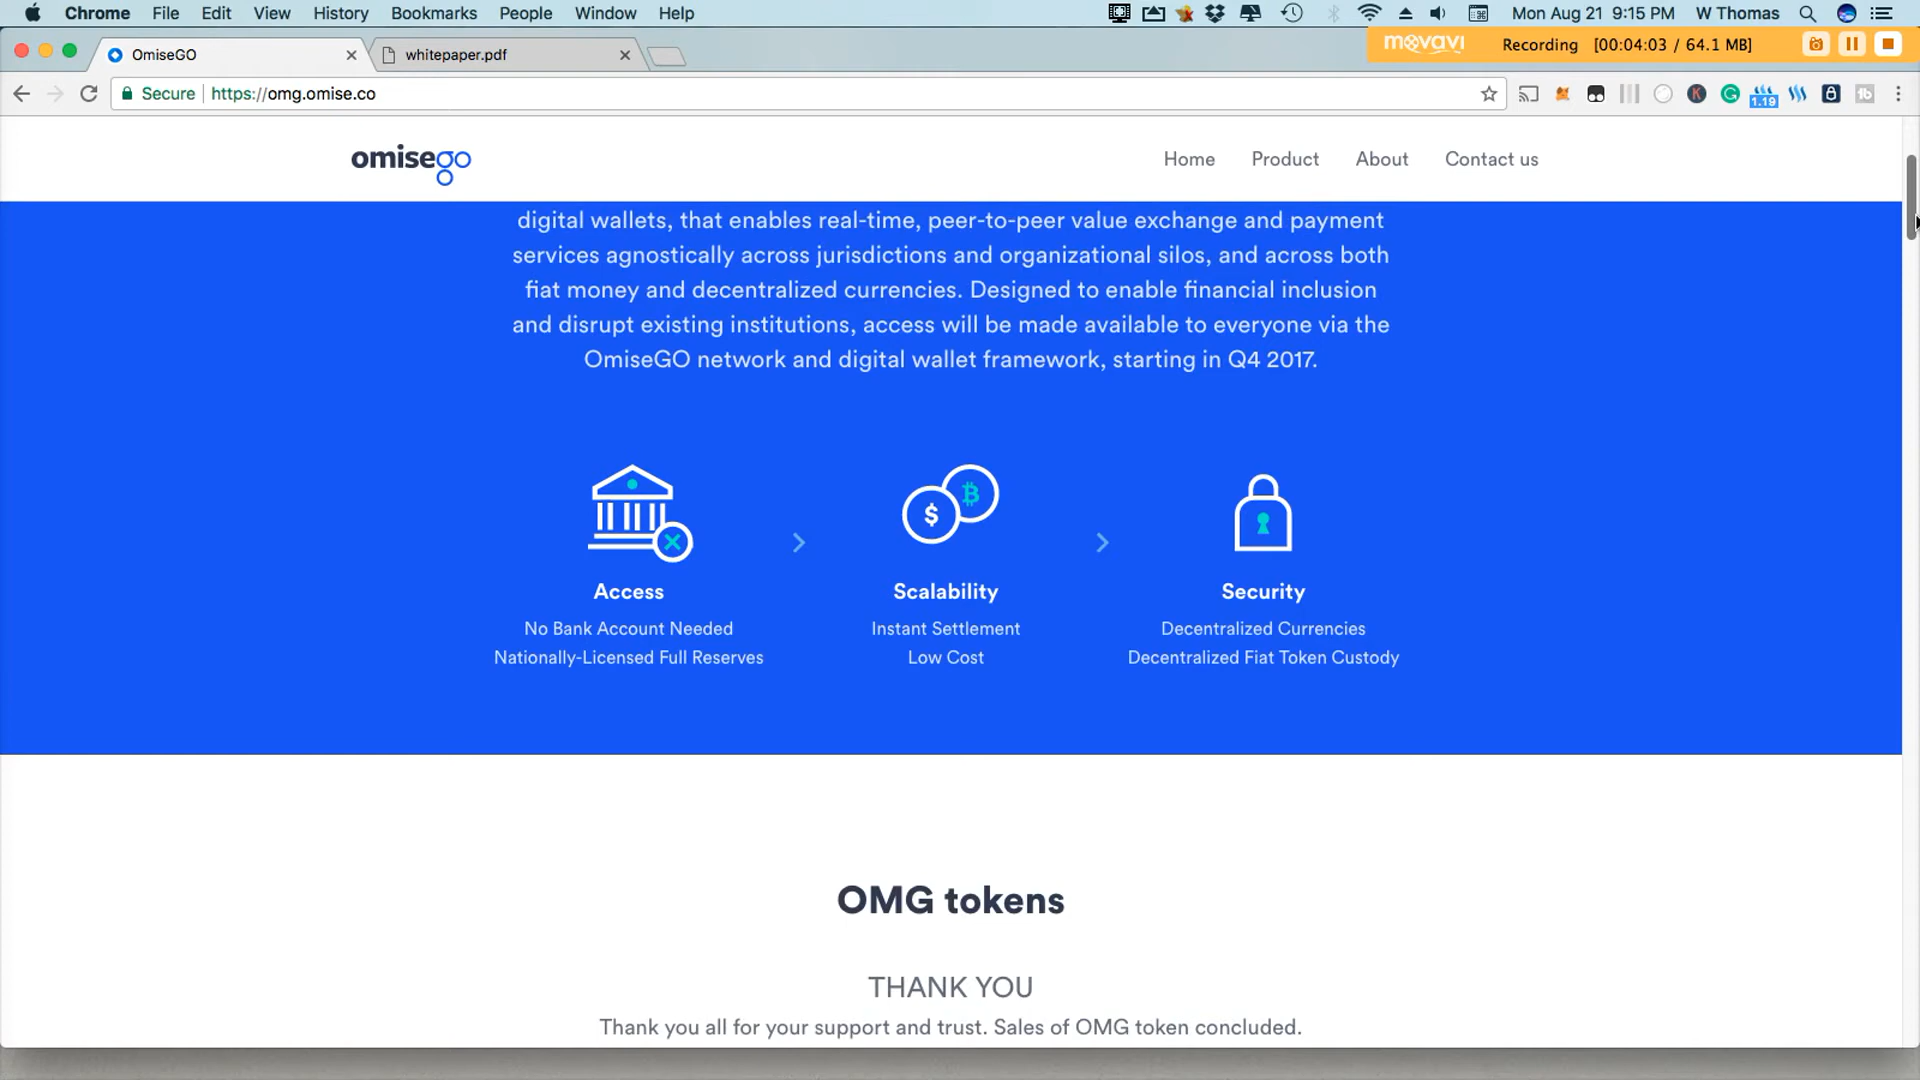 Chrome File Edit View History Bookmarks People Window Help Mon Aug 21 9:15 PM W Thomas
OmiseGO whitepaper.pdf movavi Recording [00:04:03 / 64.1 MB]
Secure https://omg.omise.co 1.19
omisego Home Product About Contact us
digital wallets, that enables real-time, peer-to-peer value exchange and payment
services agnostically across jurisdictions and organizational silos, and across both
fiat money and decentralized currencies. Designed to enable financial inclusion
and disrupt existing institutions, access will be made available to everyone via the
OmiseGO network and digital wallet framework, starting in Q4 2017.
Access Scalability Security
No Bank Account Needed Instant Settlement Decentralized Currencies
Nationally-Licensed Full Reserves Low Cost Decentralized Fiat Token Custody
OMG tokens
THANK YOU
Thank you all for your support and trust. Sales of OMG token concluded.